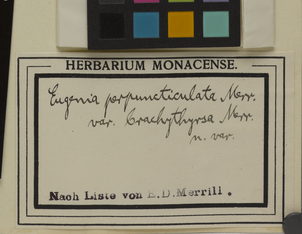 HERBARIUM MONACENSE.
Eugenia perpuncticulata Merr.
var. brachythyrsa Merr.
n. var.
Nach Liste von E.D.Merrill.